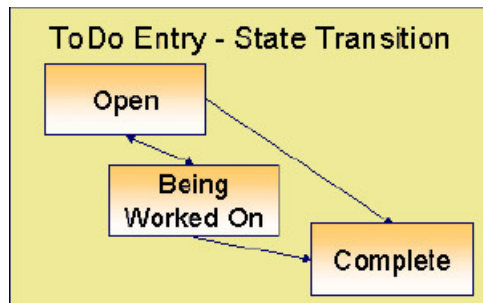 ToDo Entry - State Transition
Open
Being
Worked On
Complete